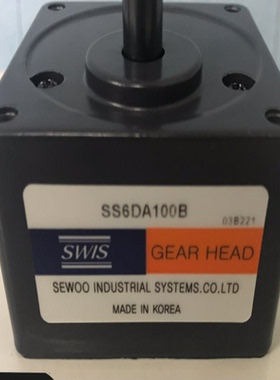 SS6DA100B
03B221
SWIS GEAR HEAD
SEWOO INDUSTRIAL SYSTEMS.CO.LTD
MADE IN KOREA